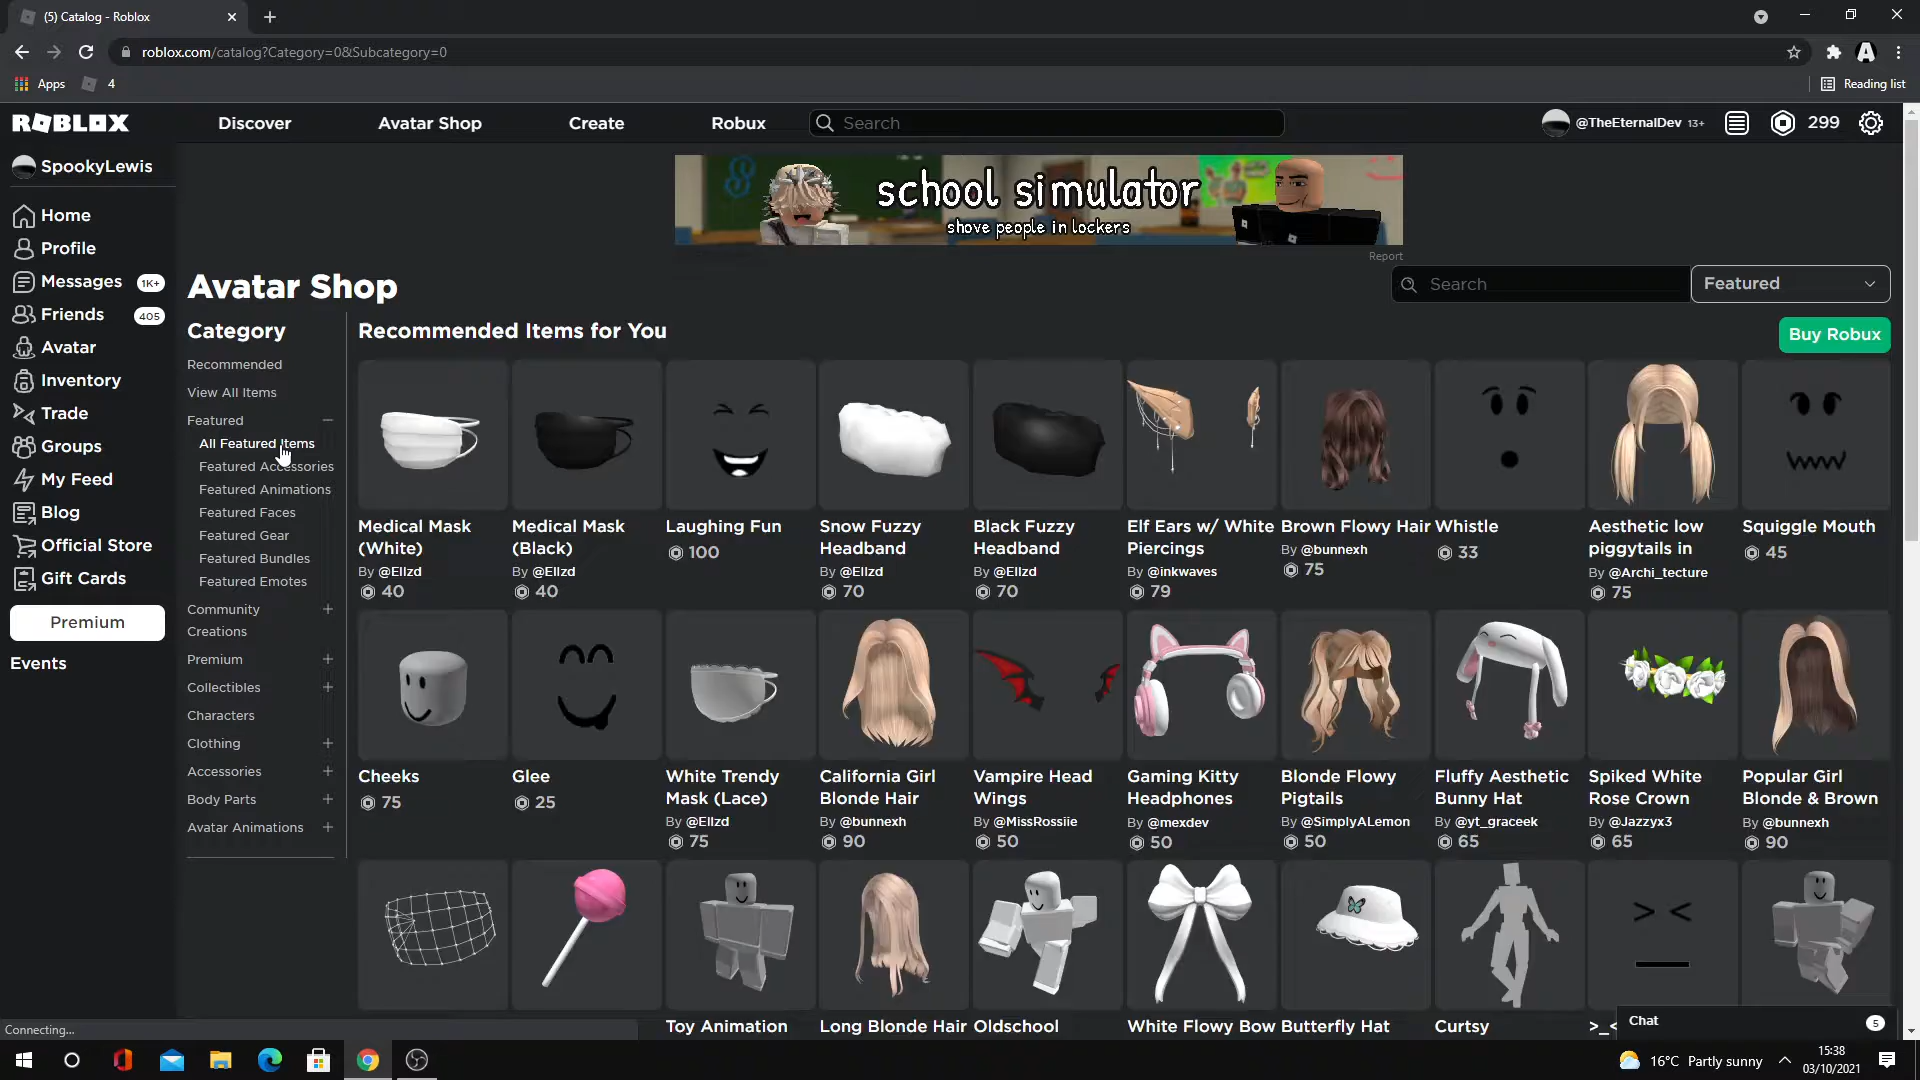 (5) Catalog - Roblox
roblox.com/catalog?Category=0&Subcategory=0
Apps
4
Reading list
ROBLOX
Discover
Avatar Shop
Create
Robux
Search
@TheEternalDev 13+
299
SpookyLewis
Home
Profile
Messages 1K+
Friends 405
Avatar
Inventory
Trade
Groups
My Feed
Blog
Official Store
Gift Cards
Premium
Events
school simulator
shove people in lockers
Report
Avatar Shop
Search
Featured
Category
Recommended
View All Items
Featured
All Featured Items
Featured Accessories
Featured Animations
Featured Faces
Featured Gear
Featured Bundles
Featured Emotes
Community
Creations
Premium
Collectibles
Characters
Clothing
Accessories
Body Parts
Avatar Animations
Recommended Items for You
Buy Robux
Medical Mask
(White)
By @Ellzd
40
Medical Mask
(Black)
By @Ellzd
40
Laughing Fun
100
Snow Fuzzy
Headband
By @Ellzd
70
Black Fuzzy
Headband
By @Ellzd
70
Elf Ears w/ White
Piercings
By @inkwaves
79
Brown Flowy Hair
By @bunnexh
75
Whistle
33
Aesthetic low
piggytails in
By @Archi_tecture
75
Squiggle Mouth
45
Cheeks
75
Glee
25
White Trendy
Mask (Lace)
By @Ellzd
75
California Girl
Blonde Hair
By @bunnexh
90
Vampire Head
Wings
By @MissRossiie
50
Gaming Kitty
Headphones
By @mexdev
50
Blonde Flowy
Pigtails
By @SimplyALemon
50
Fluffy Aesthetic
Bunny Hat
By @yt_graceek
65
Spiked White
Rose Crown
By @Jazzyx3
65
Popular Girl
Blonde & Brown
By @bunnexh
90
Toy Animation
Long Blonde Hair
Oldschool
White Flowy Bow
Butterfly Hat
Curtsy
>_<
Chat
5
Connecting...
16°C Partly sunny
15:38
03/10/2021